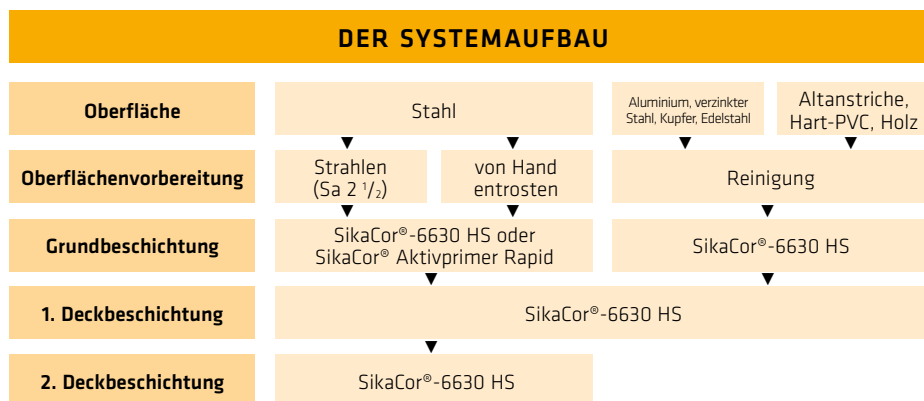 DER SYSTEMAUFBAU
Oberfläche
Stahl
Aluminium, verzinkter
Stahl, Kupfer, Edelstahl
Altanstriche,
Hart-PVC, Holz
Oberflächenvorbereitung
Strahlen
(Sa 2 1/2)
von Hand
entrosten
Reinigung
Grundbeschichtung
SikaCor®-6630 HS oder
SikaCor® Aktivprimer Rapid
SikaCor®-6630 HS
1. Deckbeschichtung
SikaCor®-6630 HS
2. Deckbeschichtung
SikaCor®-6630 HS